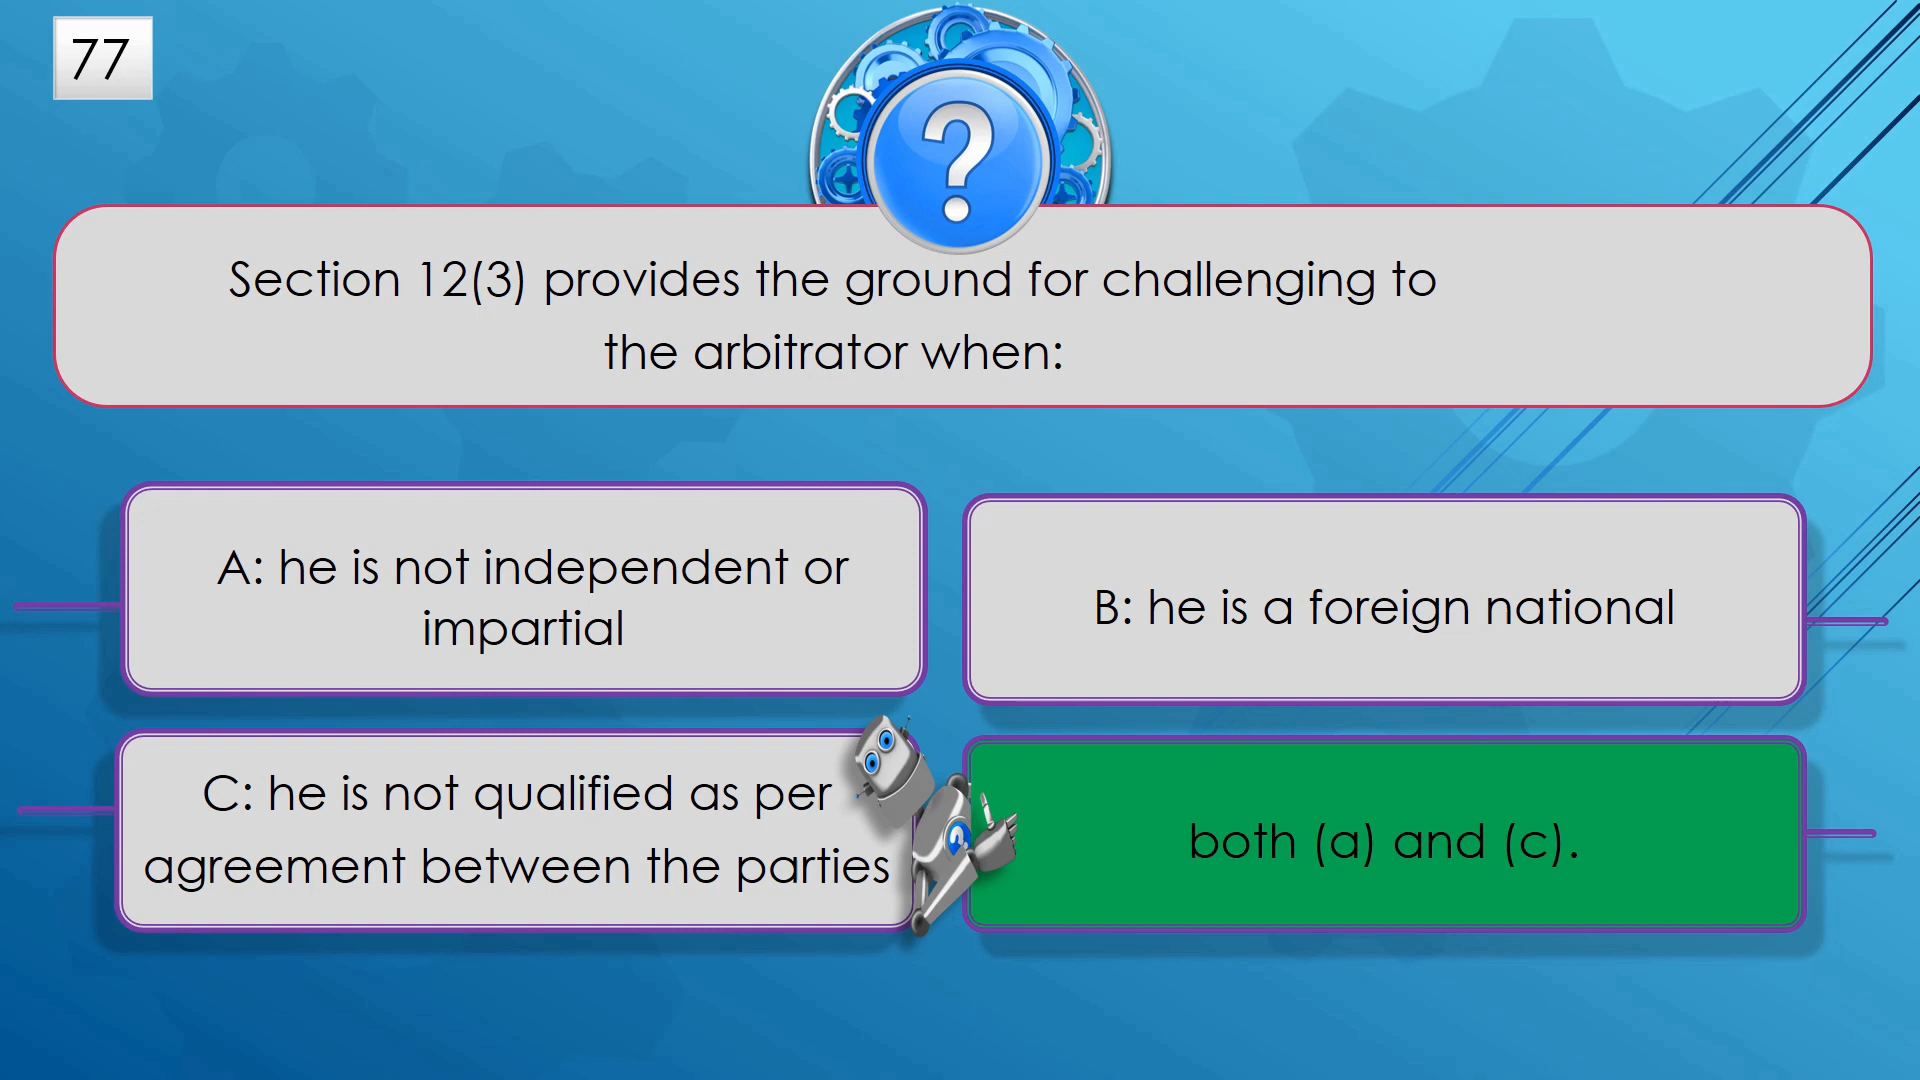 77
?
Section 12(3) provides the ground for challenging to
the arbitrator when:
A: he is not independent or
impartial
B: he is a foreign national
C: he is not qualified as per
agreement between the parties
?
both (a) and (c).